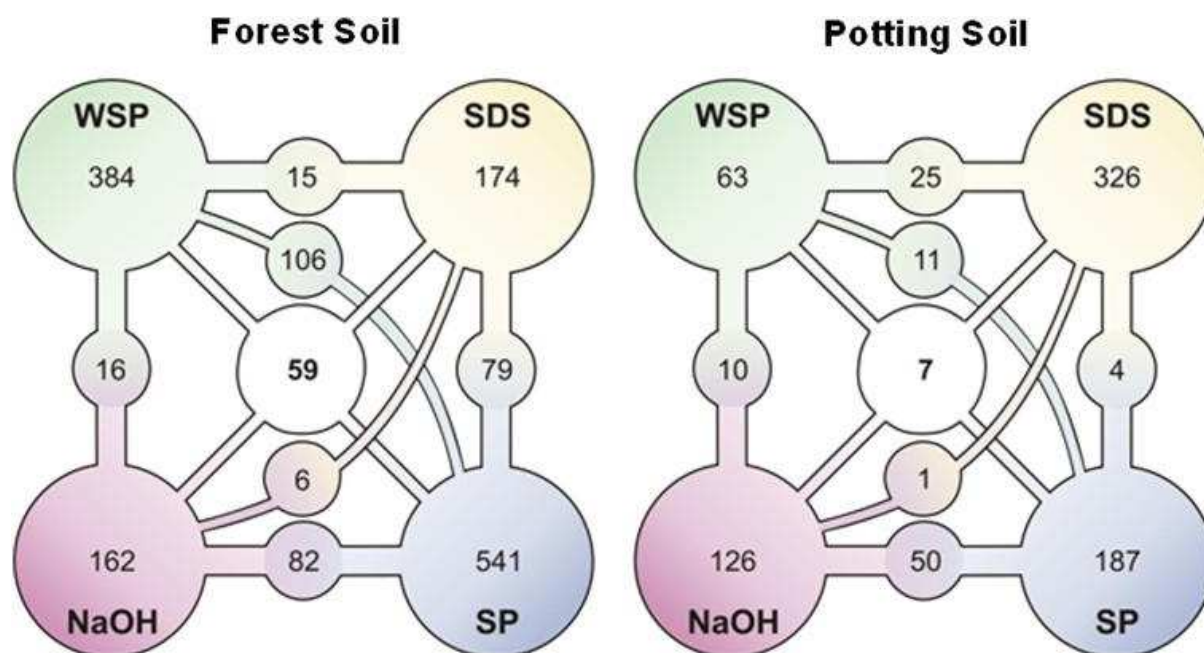 Forest Soil
WSP
384
15
SDS
174
106
16
59
79
6
162
NaOH
82
541
SP
Potting Soil
WSP
63
25
SDS
326
11
10
7
4
1
126
NaOH
50
187
SP